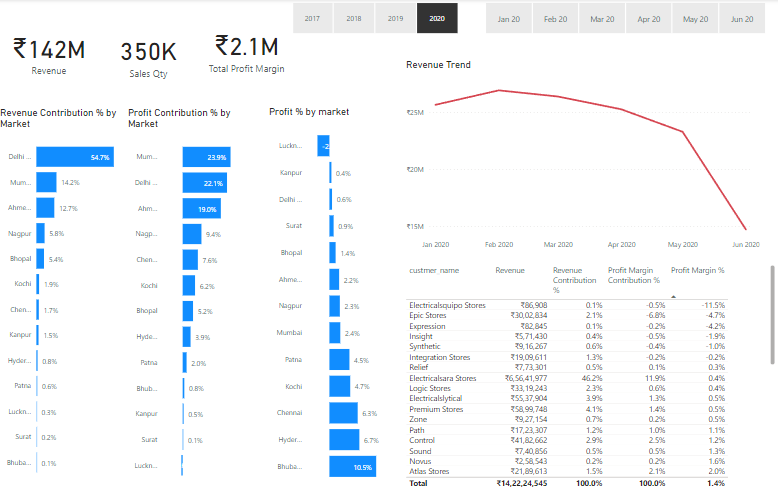 2017 2018 2019 2020 Jan 20 Feb 20 Mar 20 Apr 20 May 20 Jun 20
₹142M 350K ₹2.1M
Revenue Sales Qty Total Profit Margin
Revenue Contribution % by
Market
Delhi ... 54.7%
Mum... 14.2%
Ahme... 12.7%
Nagpur 5.8%
Bhopal 5.4%
Kochi 1.9%
Chen... 1.7%
Kanpur 1.5%
Hyder... 0.8%
Patna 0.6%
Luckn... 0.3%
Surat 0.2%
Bhuba... 0.1%
Profit Contribution % by
Market
Mum... 23.9%
Delhi ... 22.1%
Ahm... 19.0%
Nagp... 9.4%
Chen... 7.6%
Kochi 6.2%
Bhopal 5.2%
Hyde... 3.9%
Patna 2.0%
Bhub... 0.8%
Kanpur 0.5%
Surat 0.1%
Luckn...
Profit % by market
Luckn... -2
Kanpur 0.4%
Delhi ... 0.6%
Surat 0.9%
Bhopal 1.4%
Ahme... 2.2%
Nagpur 2.3%
Mumbai 2.4%
Patna 4.5%
Kochi 4.7%
Chennai 6.3%
Hyder... 6.7%
Bhuba... 10.5%
Revenue Trend
₹25M
₹20M
₹15M
Jan 2020 Feb 2020 Mar 2020 Apr 2020 May 2020 Jun 2020
custmer_name Revenue Revenue Profit Margin Profit Margin %
Contribution Contribution %
%
Electricalsquipo Stores ₹86,908 0.1% -0.5% -11.5%
Epic Stores ₹30,02,834 2.1% -6.8% -4.7%
Expression ₹82,845 0.1% -0.2% -4.2%
Insight ₹5,71,430 0.4% -0.5% -1.9%
Synthetic ₹9,16,267 0.6% -0.4% -1.0%
Integration Stores ₹19,09,611 1.3% -0.2% -0.2%
Relief ₹7,73,301 0.5% 0.1% 0.3%
Electricalsara Stores ₹6,56,41,977 46.2% 11.9% 0.4%
Logic Stores ₹33,19,243 2.3% 0.6% 0.4%
Electricalslytical ₹55,37,904 3.9% 1.3% 0.5%
Premium Stores ₹58,99,748 4.1% 1.4% 0.5%
Zone ₹9,27,154 0.7% 0.2% 0.5%
Path ₹17,23,307 1.2% 1.0% 1.1%
Control ₹41,82,662 2.9% 2.5% 1.2%
Sound ₹7,40,856 0.5% 0.5% 1.3%
Novus ₹2,58,543 0.2% 0.2% 1.6%
Atlas Stores ₹21,89,613 1.5% 2.1% 2.0%
Total ₹14,22,24,545 100.0% 100.0% 1.4%